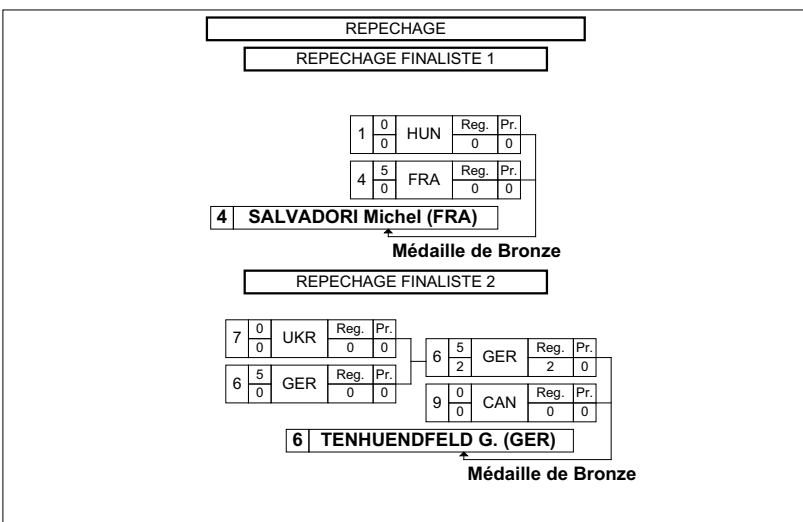 REPECHAGE
REPECHAGE FINALISTE 1
1 0 HUN Reg. Pr.
0 0 0
4 5 FRA Reg. Pr.
0 0 0
4 SALVADORI Michel (FRA)
Médaille de Bronze
REPECHAGE FINALISTE 2
7 0 UKR Reg. Pr.
0 0 0
6 5 GER Reg. Pr.
0 0 0
6 5 GER Reg. Pr.
2 2 0
9 0 CAN Reg. Pr.
0 0 0
6 TENHUENDFELD G. (GER)
Médaille de Bronze